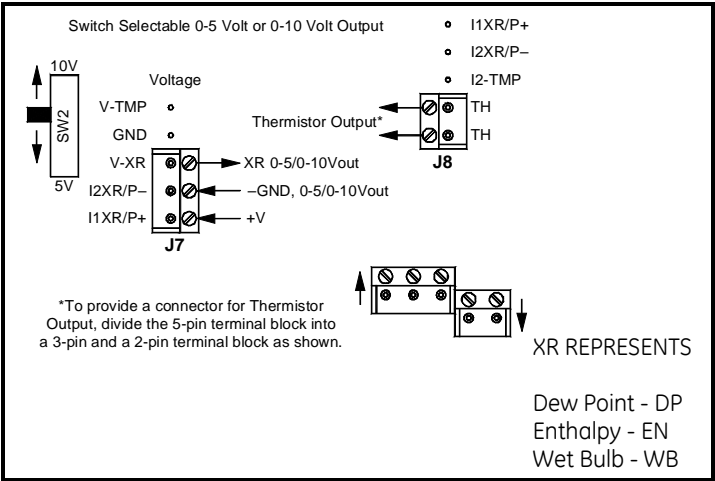 Switch Selectable 0-5 Volt or 0-10 Volt Output
I1XR/P+
I2XR/P–
I2-TMP
TH
TH
J8
Thermistor Output*
10V
SW2
5V
Voltage
V-TMP
GND
V-XR
XR 0-5/0-10Vout
I2XR/P–
–GND, 0-5/0-10Vout
I1XR/P+
+V
J7
*To provide a connector for Thermistor
Output, divide the 5-pin terminal block into
a 3-pin and a 2-pin terminal block as shown.
XR REPRESENTS
Dew Point - DP
Enthalpy - EN
Wet Bulb - WB